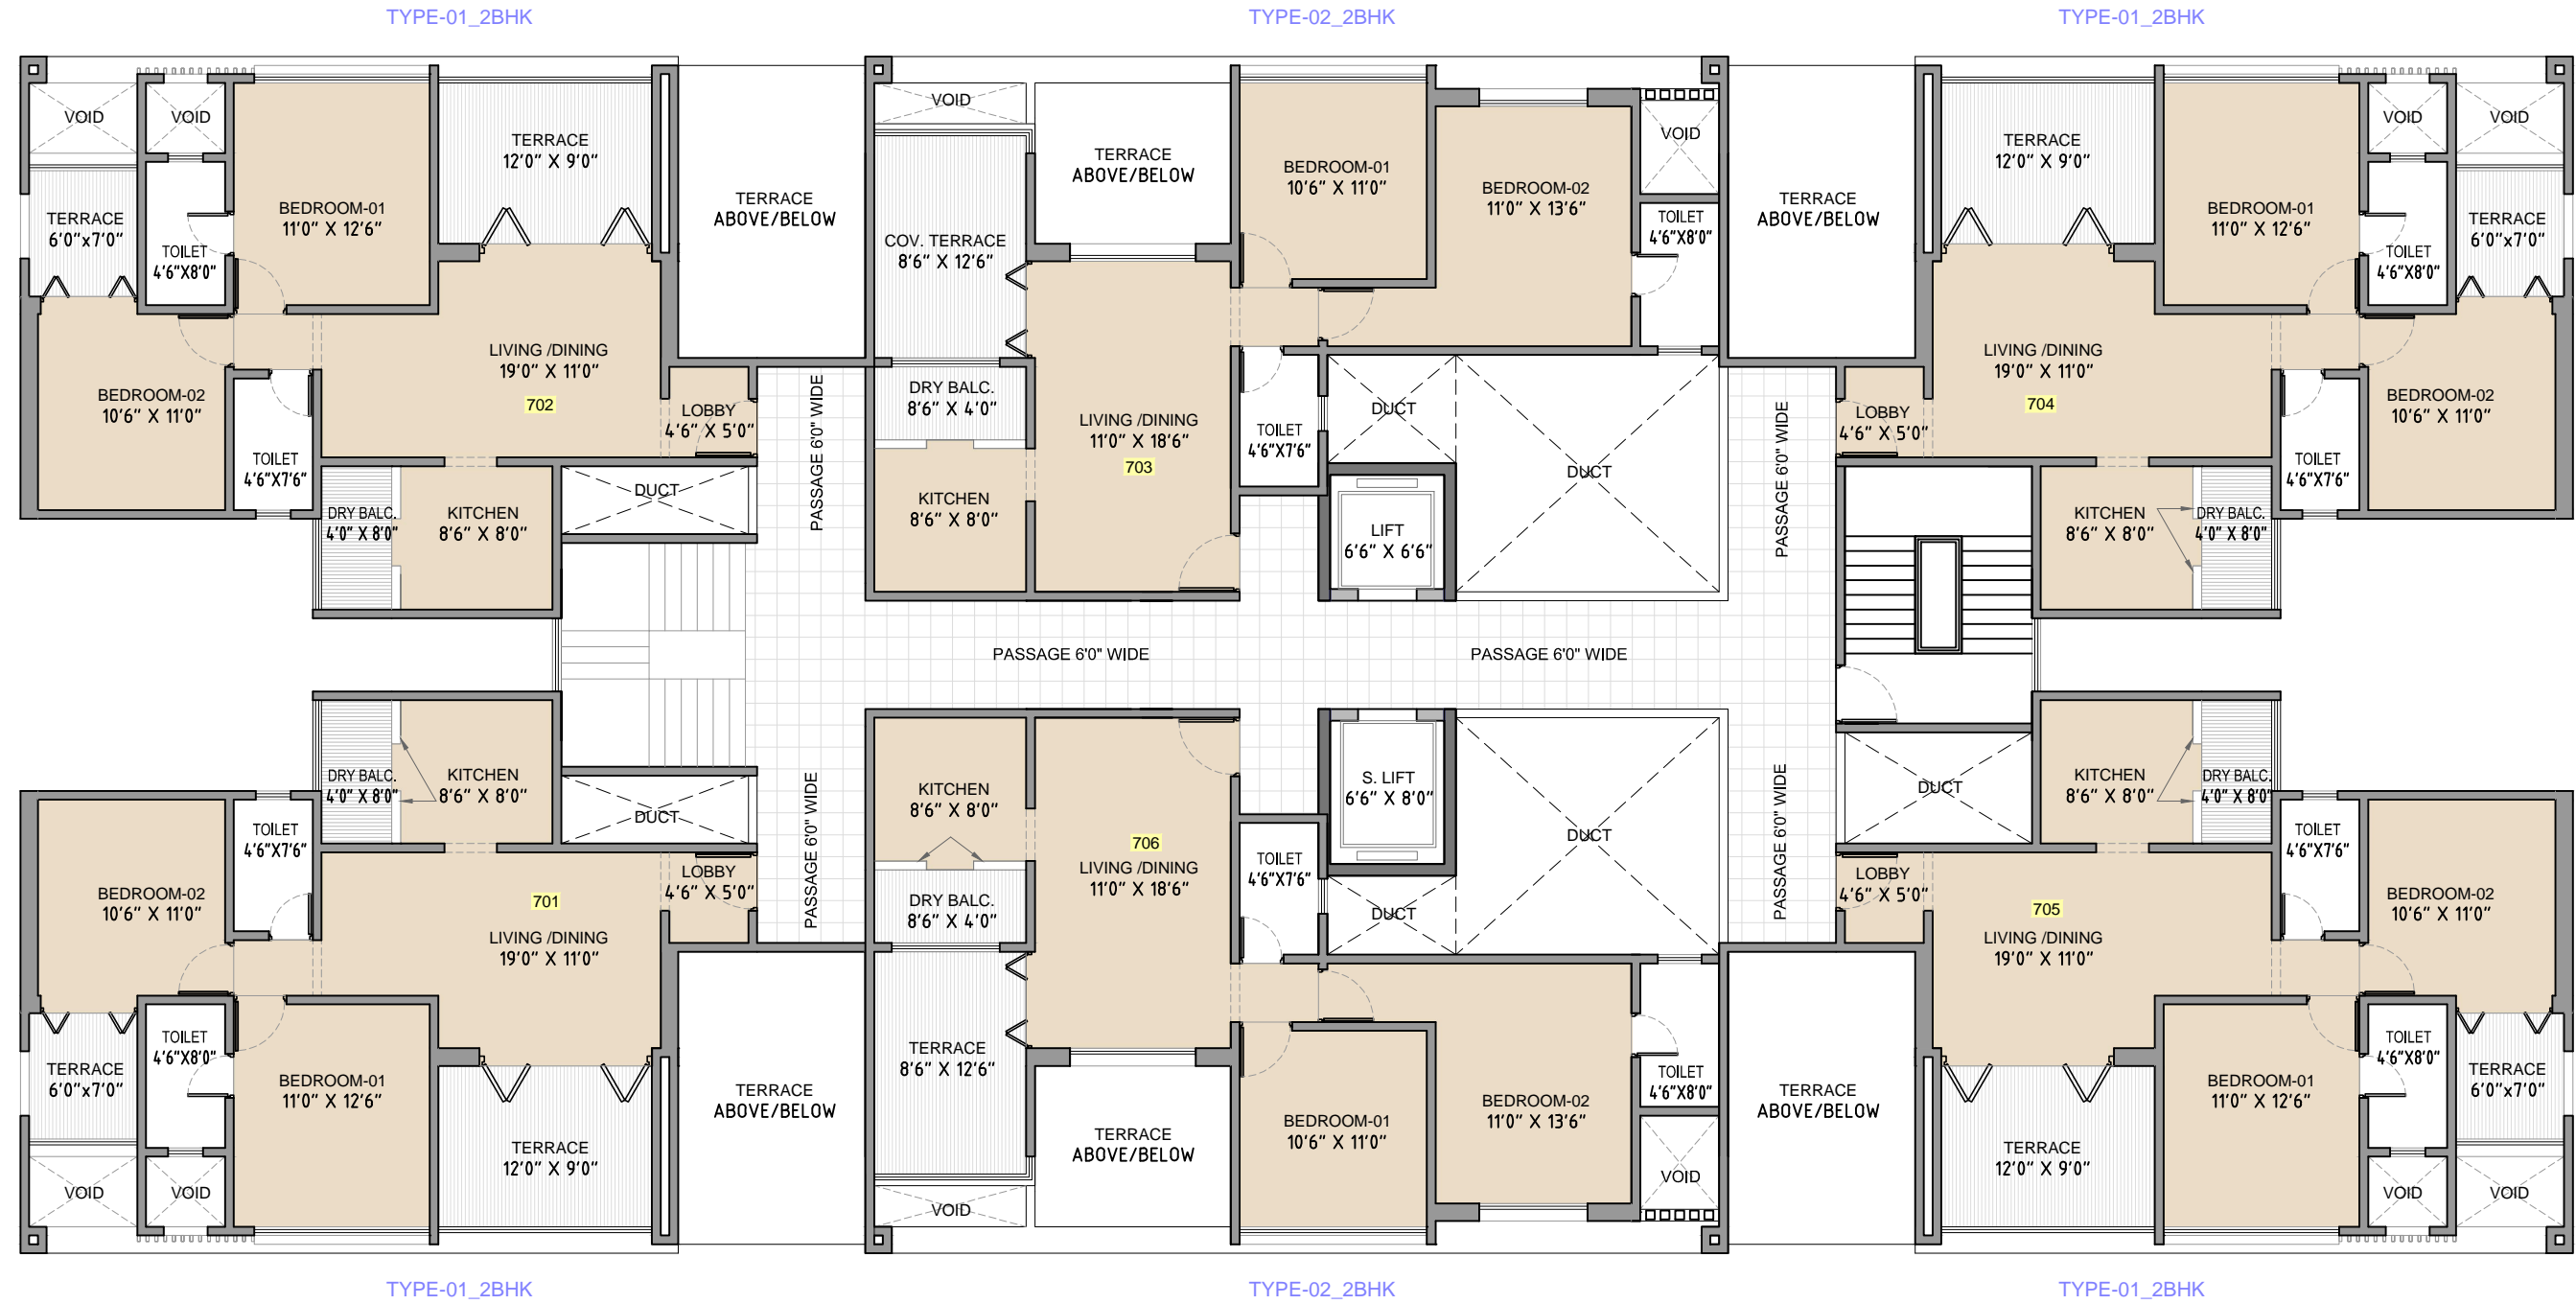 TYPE-01_2BHK
TYPE-02_2BHK
TYPE-01_2BHK
VOID
VOID
TERRACE
12'0" X 9'0"
BEDROOM-01
11'0" X 12'6"
TERRACE
6'0"x7'0"
TOILET
4'6"X8'0"
LIVING /DINING
19'0" X 11'0"
702
BEDROOM-02
10'6" X 11'0"
LOBBY
4'6" X 5'0"
TOILET
4'6"X7'6"
DRY BALC.
4'0" X 8'0"
KITCHEN
8'6" X 8'0"
DUCT
TERRACE
ABOVE/BELOW
PASSAGE 6'0" WIDE
VOID
COV. TERRACE
8'6" X 12'6"
TERRACE
ABOVE/BELOW
BEDROOM-01
10'6" X 11'0"
BEDROOM-02
11'0" X 13'6"
VOID
TOILET
4'6"X8'0"
DRY BALC.
8'6" X 4'0"
LIVING /DINING
11'0" X 18'6"
703
KITCHEN
8'6" X 8'0"
TOILET
4'6"X7'6"
DUCT
DUCT
LIFT
6'6" X 6'6"
TERRACE
ABOVE/BELOW
PASSAGE 6'0" WIDE
TERRACE
12'0" X 9'0"
BEDROOM-01
11'0" X 12'6"
VOID
VOID
TOILET
4'6"X8'0"
TERRACE
6'0"x7'0"
LIVING /DINING
19'0" X 11'0"
704
LOBBY
4'6" X 5'0"
BEDROOM-02
10'6" X 11'0"
TOILET
4'6"X7'6"
KITCHEN
8'6" X 8'0"
DRY BALC.
4'0" X 8'0"
PASSAGE 6'0" WIDE
PASSAGE 6'0" WIDE
DRY BALC.
4'0" X 8'0"
KITCHEN
8'6" X 8'0"
DUCT
TOILET
4'6"X7'6"
BEDROOM-02
10'6" X 11'0"
701
LIVING /DINING
19'0" X 11'0"
LOBBY
4'6" X 5'0"
TERRACE
6'0"x7'0"
TOILET
4'6"X8'0"
BEDROOM-01
11'0" X 12'6"
TERRACE
12'0" X 9'0"
VOID
VOID
TERRACE
ABOVE/BELOW
PASSAGE 6'0" WIDE
KITCHEN
8'6" X 8'0"
706
LIVING /DINING
11'0" X 18'6"
DRY BALC.
8'6" X 4'0"
TOILET
4'6"X7'6"
S. LIFT
6'6" X 8'0"
DUCT
DUCT
TERRACE
8'6" X 12'6"
TERRACE
ABOVE/BELOW
BEDROOM-01
10'6" X 11'0"
BEDROOM-02
11'0" X 13'6"
TOILET
4'6"X8'0"
VOID
VOID
PASSAGE 6'0" WIDE
TERRACE
ABOVE/BELOW
DUCT
KITCHEN
8'6" X 8'0"
DRY BALC.
4'0" X 8'0"
TOILET
4'6"X7'6"
LOBBY
4'6" X 5'0"
705
LIVING /DINING
19'0" X 11'0"
BEDROOM-02
10'6" X 11'0"
TOILET
4'6"X8'0"
TERRACE
6'0"x7'0"
BEDROOM-01
11'0" X 12'6"
TERRACE
12'0" X 9'0"
VOID
VOID
TYPE-01_2BHK
TYPE-02_2BHK
TYPE-01_2BHK